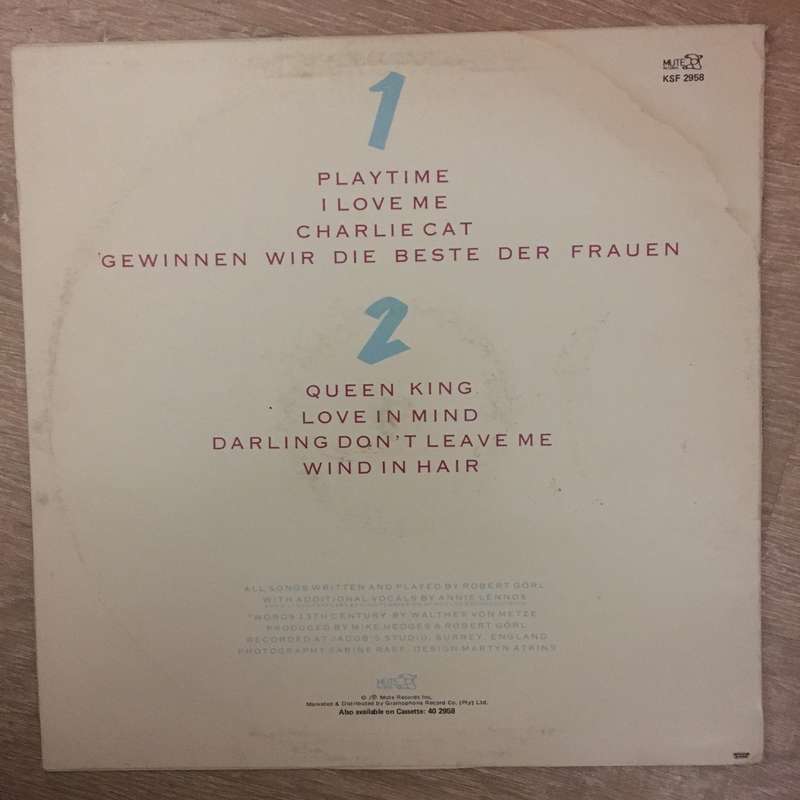 MUTE
KSF 2958
1
PLAYTIME
I LOVE ME
CHARLIE CAT
'GEWINNEN WIR DIE BESTE DER FRAUEN
2
QUEEN KING
LOVE IN MIND
DARLING DON'T LEAVE ME
WIND IN HAIR
ALL SONGS WRITTEN AND PLAYED BY ROBERT GÖRL
WITH ADDITIONAL VOCALS BY ANNIE LENNOX
'WORDS 13TH CENTURY BY WALTHER VON METZE
PRODUCED BY MIKE HEDGES & ROBERT GÖRL
RECORDED AT JACOB'S STUDIO, SURREY, ENGLAND
PHOTOGRAPHY SABINE RASE, DESIGN MARTYN ATKINS
MUTE
© / ℗. Mute Records Inc.
Marketed & Distributed by Gramophone Record Co. (Pty) Ltd.
Also available on Cassette: 40 2958